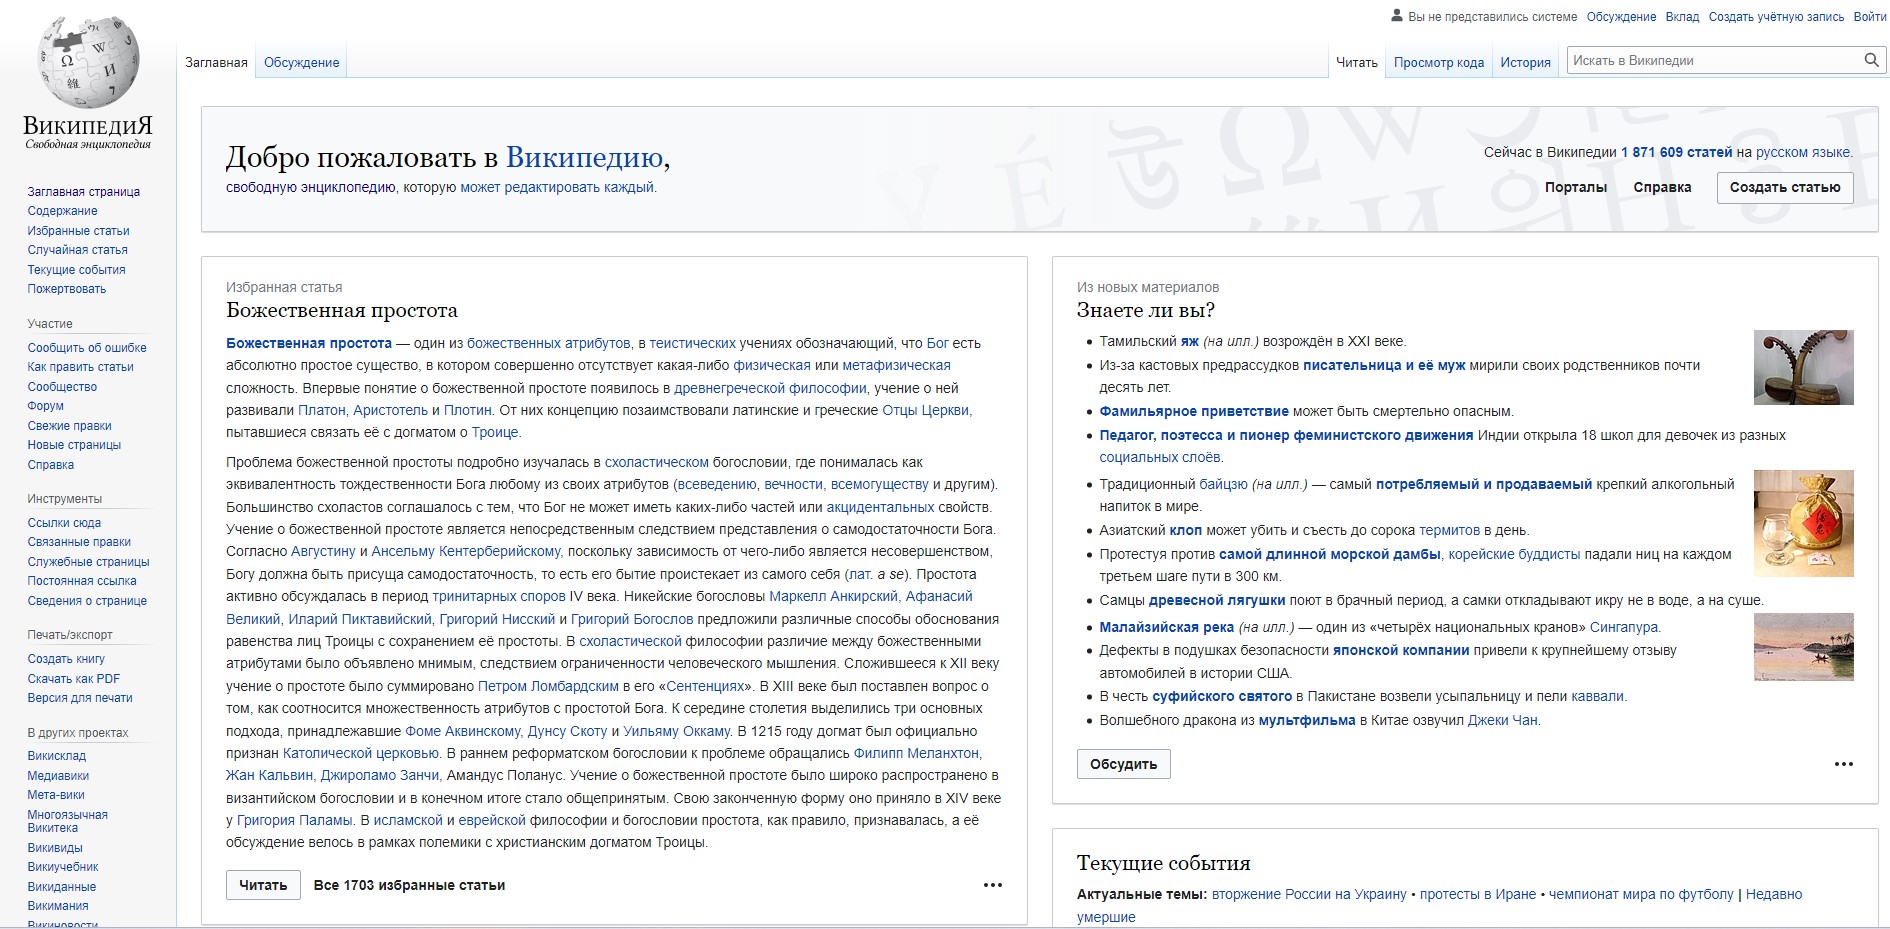 Вы не представились системе Обсуждение Вклад Создать учётную запись Войти
Заглавная Обсуждение Читать Просмотр кода История Искать в Википедии
ВикипедиЯ
Свободная энциклопедия
Заглавная страница
Содержание
Избранные статьи
Случайная статья
Текущие события
Пожертвовать
Участие
Сообщить об ошибке
Как править статьи
Сообщество
Форум
Свежие правки
Новые страницы
Справка
Инструменты
Ссылки сюда
Связанные правки
Служебные страницы
Постоянная ссылка
Сведения о странице
Печать/экспорт
Создать книгу
Скачать как PDF
Версия для печати
В других проектах
Викисклад
Медиавики
Мета-вики
Многоязычная
Викитека
Викивиды
Викиучебник
Викиданные
Викимания
Викиновости
Добро пожаловать в Википедию,
свободную энциклопедию, которую может редактировать каждый.
Сейчас в Википедии 1 871 609 статей на русском языке.
Порталы Справка Создать статью
Избранная статья
Божественная простота
Божественная простота — один из божественных атрибутов, в теистических учениях обозначающий, что Бог есть
абсолютно простое существо, в котором совершенно отсутствует какая-либо физическая или метафизическая
сложность. Впервые понятие о божественной простоте появилось в древнегреческой философии, учение о ней
развивали Платон, Аристотель и Плотин. От них концепцию позаимствовали латинские и греческие Отцы Церкви,
пытавшиеся связать её с догматом о Троице.
Проблема божественной простоты подробно изучалась в схоластическом богословии, где понималась как
эквивалентность тождественности Бога любому из своих атрибутов (всеведению, вечности, всемогуществу и другим).
Большинство схоластов соглашалось с тем, что Бог не может иметь каких-либо частей или акцидентальных свойств.
Учение о божественной простоте является непосредственным следствием представления о самодостаточности Бога.
Согласно Августину и Ансельму Кентерберийскому, поскольку зависимость от чего-либо является несовершенством,
Богу должна быть присуща самодостаточность, то есть его бытие проистекает из самого себя (лат. a se). Простота
активно обсуждалась в период тринитарных споров IV века. Никейские богословы Маркелл Анкирский, Афанасий
Великий, Иларий Пиктавийский, Григорий Нисский и Григорий Богослов предложили различные способы обоснования
равенства лиц Троицы с сохранением её простоты. В схоластической философии различие между божественными
атрибутами было объявлено мнимым, следствием ограниченности человеческого мышления. Сложившееся к XII веку
учение о простоте было суммировано Петром Ломбардским в его «Сентенциях». В XIII веке был поставлен вопрос о
том, как соотносится множественность атрибутов с простотой Бога. К середине столетия выделились три основных
подхода, принадлежавшие Фоме Аквинскому, Дунсу Скоту и Уильяму Оккаму. В 1215 году догмат был официально
признан Католической церковью. В раннем реформатском богословии к проблеме обращались Филипп Меланхтон,
Жан Кальвин, Джироламо Занчи, Амандус Поланус. Учение о божественной простоте было широко распространено в
византийском богословии и в конечном итоге стало общепринятым. Свою законченную форму оно приняло в XIV веке
у Григория Паламы. В исламской и еврейской философии и богословии простота, как правило, признавалась, а её
обсуждение велось в рамках полемики с христианским догматом Троицы.
Читать Все 1703 избранные статьи
Из новых материалов
Знаете ли вы?
Тамильский яж (на илл.) возрождён в XXI веке.
Из-за кастовых предрассудков писательница и её муж мирили своих родственников почти
десять лет.
Фамильярное приветствие может быть смертельно опасным.
Педагог, поэтесса и пионер феминистского движения Индии открыла 18 школ для девочек из разных
социальных слоёв.
Традиционный байцзю (на илл.) — самый потребляемый и продаваемый крепкий алкогольный
напиток в мире.
Азиатский клоп может убить и съесть до сорока термитов в день.
Протестуя против самой длинной морской дамбы, корейские буддисты падали ниц на каждом
третьем шаге пути в 300 км.
Самцы древесной лягушки поют в брачный период, а самки откладывают икру не в воде, а на суше.
Малайзийская река (на илл.) — один из «четырёх национальных кранов» Сингапура.
Дефекты в подушках безопасности японской компании привели к крупнейшему отзыву
автомобилей в истории США.
В честь суфийского святого в Пакистане возвели усыпальницу и пели каввали.
Волшебного дракона из мультфильма в Китае озвучил Джеки Чан.
Обсудить
Текущие события
Актуальные темы: вторжение России на Украину • протесты в Иране • чемпионат мира по футболу | Недавно
умершие